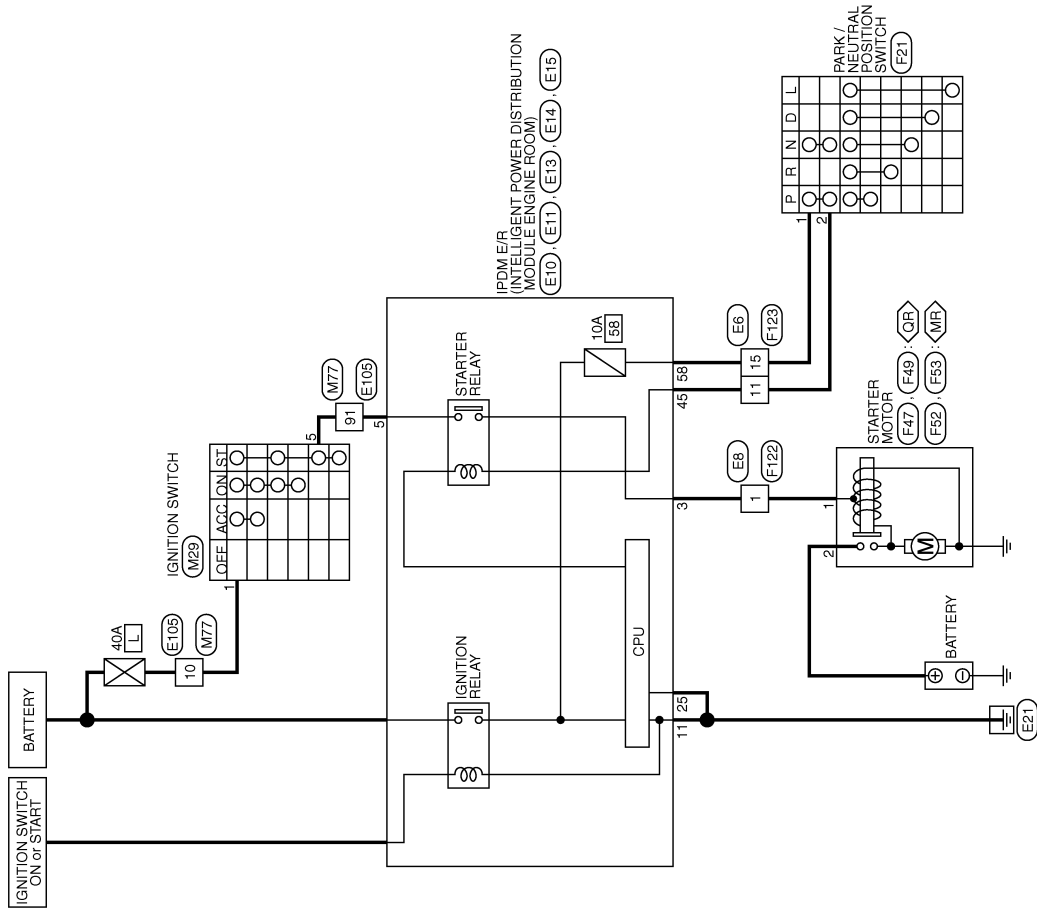 IGNITION SWITCH
ON or START
BATTERY
40A
L
E105
10
M77
1
IGNITION SWITCH
M29
OFF ACC ON ST
5
M77
91
E105
5
IPDM E/R
(INTELLIGENT POWER DISTRIBUTION
MODULE ENGINE ROOM)
E10 , E11 , E13 , E14 , E15
IGNITION
RELAY
STARTER
RELAY
10A
58
CPU
11
25
3
45
58
E8
1
F122
E6
11 15
F123
E21
BATTERY
2
1
M
STARTER
MOTOR
F47 , F49 : QR
F52 , F53 : MR
1
2
P R N D L
PARK /
NEUTRAL
POSITION
SWITCH
F21